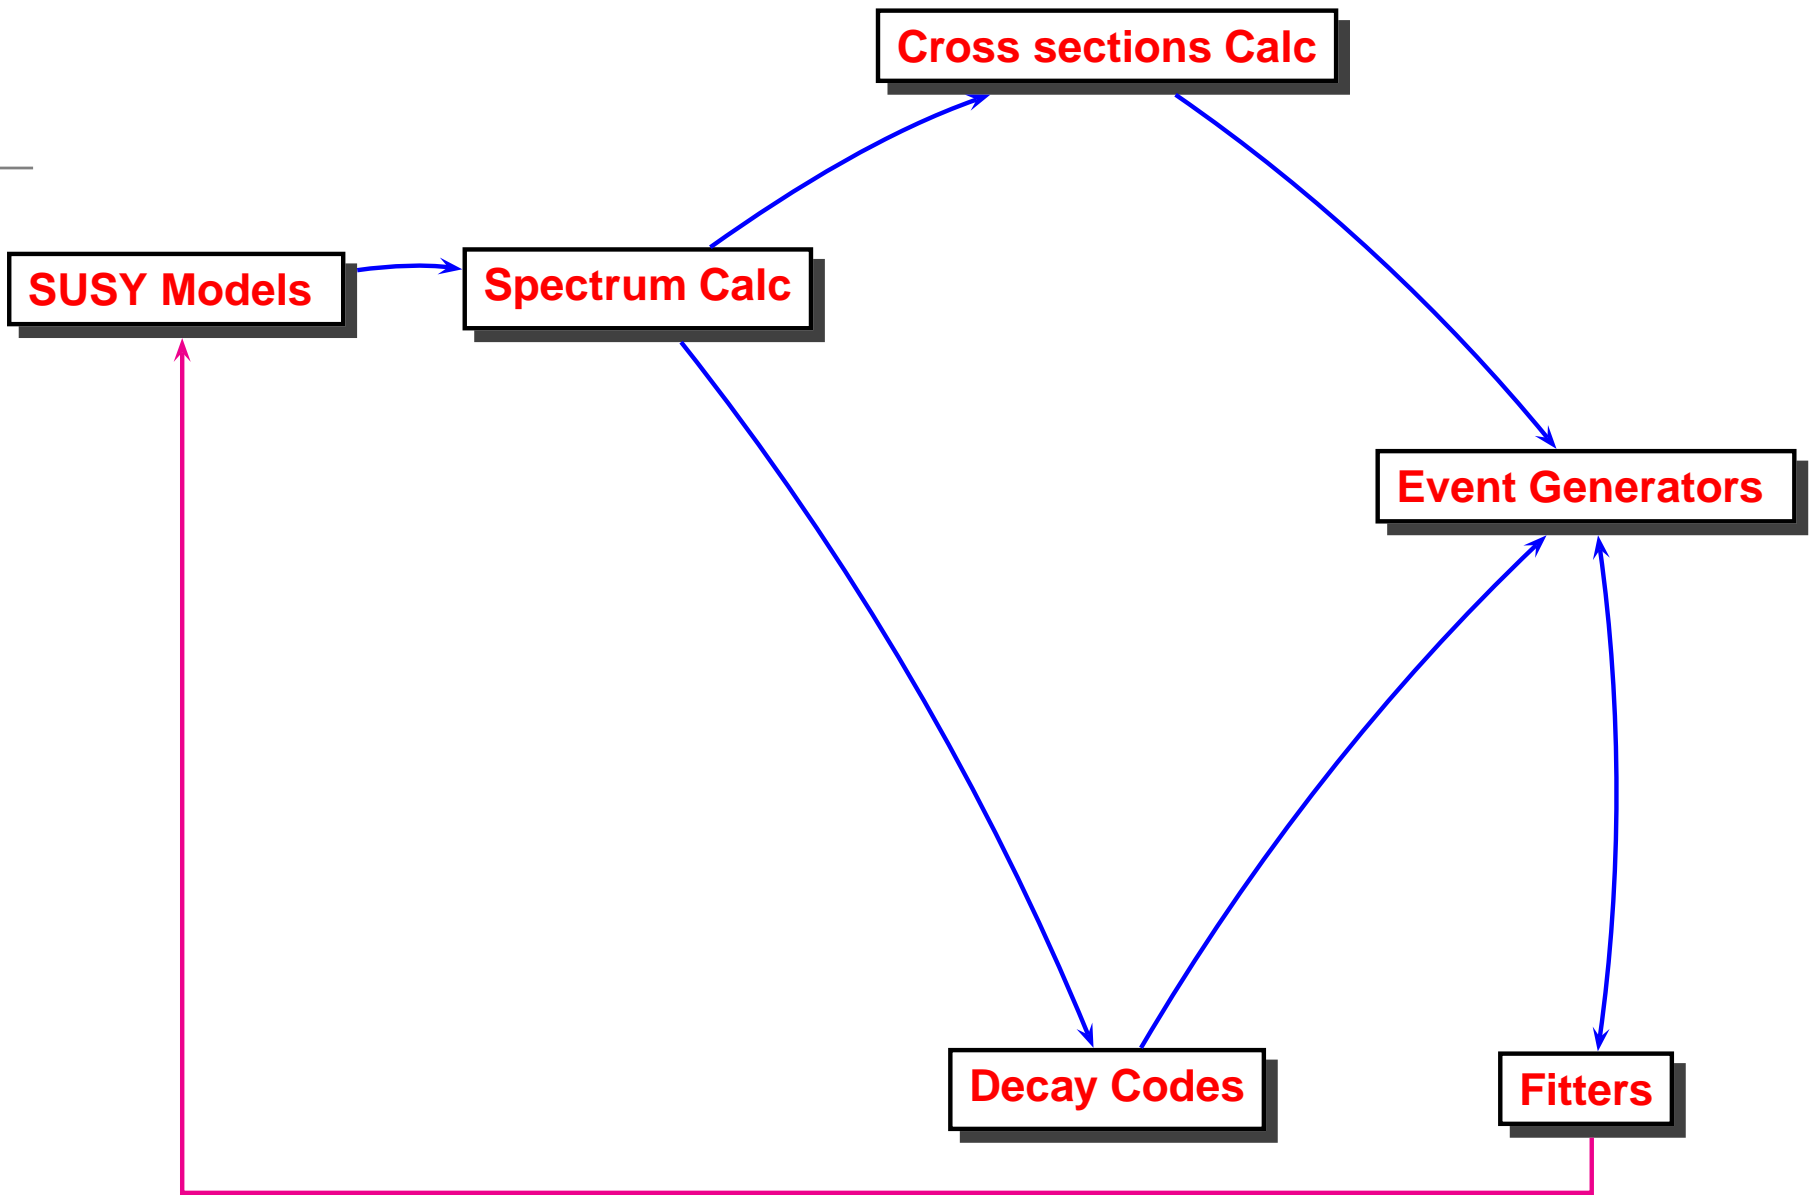 Cross sections Calc
SUSY Models
Spectrum Calc
Event Generators
Decay Codes
Fitters